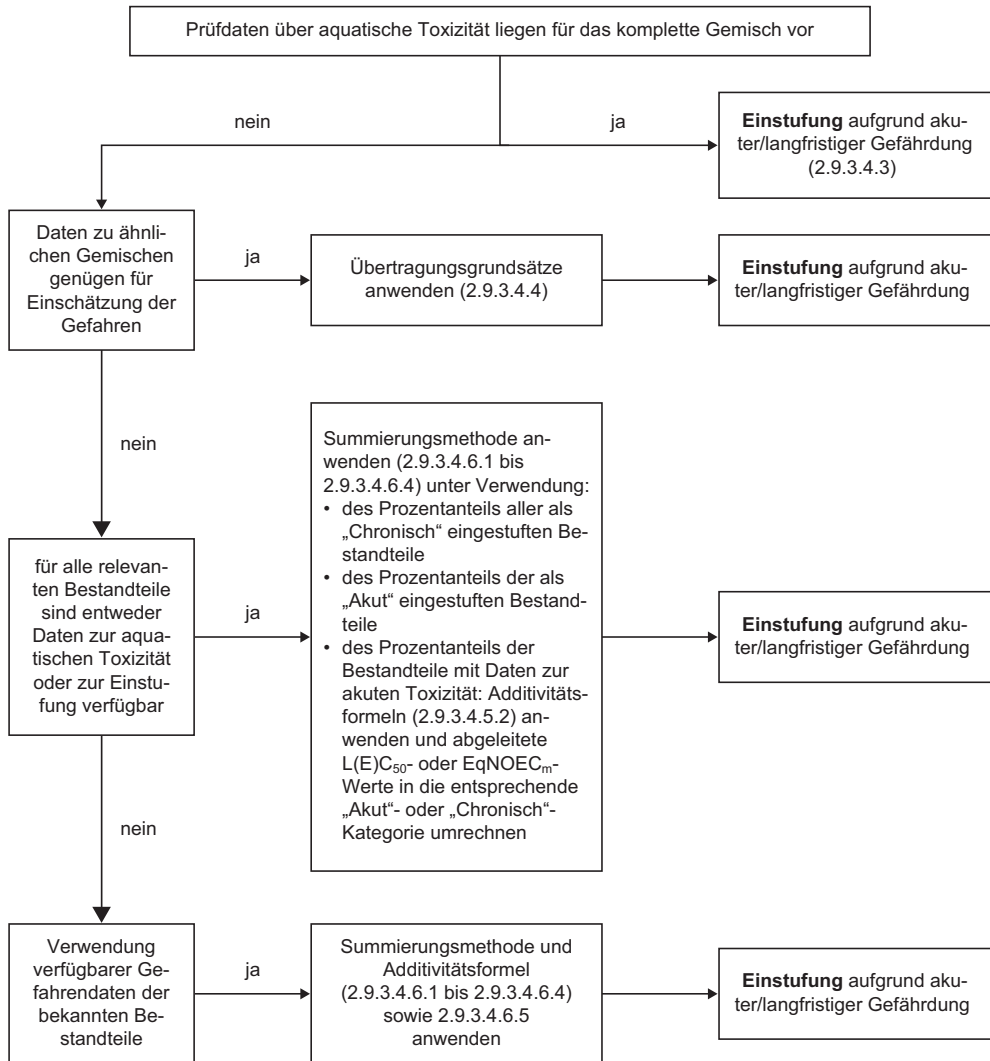 Prüfdaten über aquatische Toxizität liegen für das komplette Gemisch vor
nein
ja
Einstufung aufgrund aku-
ter/langfristiger Gefährdung
(2.9.3.4.3)
Daten zu ähnli-
chen Gemischen
genügen für
Einschätzung der
Gefahren
ja
Übertragungsgrundsätze
anwenden (2.9.3.4.4)
Einstufung aufgrund aku-
ter/langfristiger Gefährdung
nein
für alle relevan-
ten Bestandteile
sind entweder
Daten zur aqua-
tischen Toxizität
oder zur Einstu-
fung verfügbar
ja
Summierungsmethode an-
wenden (2.9.3.4.6.1 bis
2.9.3.4.6.4) unter Verwendung:
• des Prozentanteils aller als
„Chronisch“ eingestuften Be-
standteile
• des Prozentanteils der als
„Akut“ eingestuften Bestand-
teile
• des Prozentanteils der
Bestandteile mit Daten zur
akuten Toxizität: Additivitäts-
formeln (2.9.3.4.5.2) an-
wenden und abgeleitete
L(E)C₅₀- oder EqNOECₘ-
Werte in die entsprechende
„Akut“- oder „Chronisch“-
Kategorie umrechnen
Einstufung aufgrund aku-
ter/langfristiger Gefährdung
nein
Verwendung
verfügbarer Ge-
fahrendaten der
bekannten Be-
standteile
ja
Summierungsmethode und
Additivitätsformel
(2.9.3.4.6.1 bis 2.9.3.4.6.4)
sowie 2.9.3.4.6.5
anwenden
Einstufung aufgrund aku-
ter/langfristiger Gefährdung